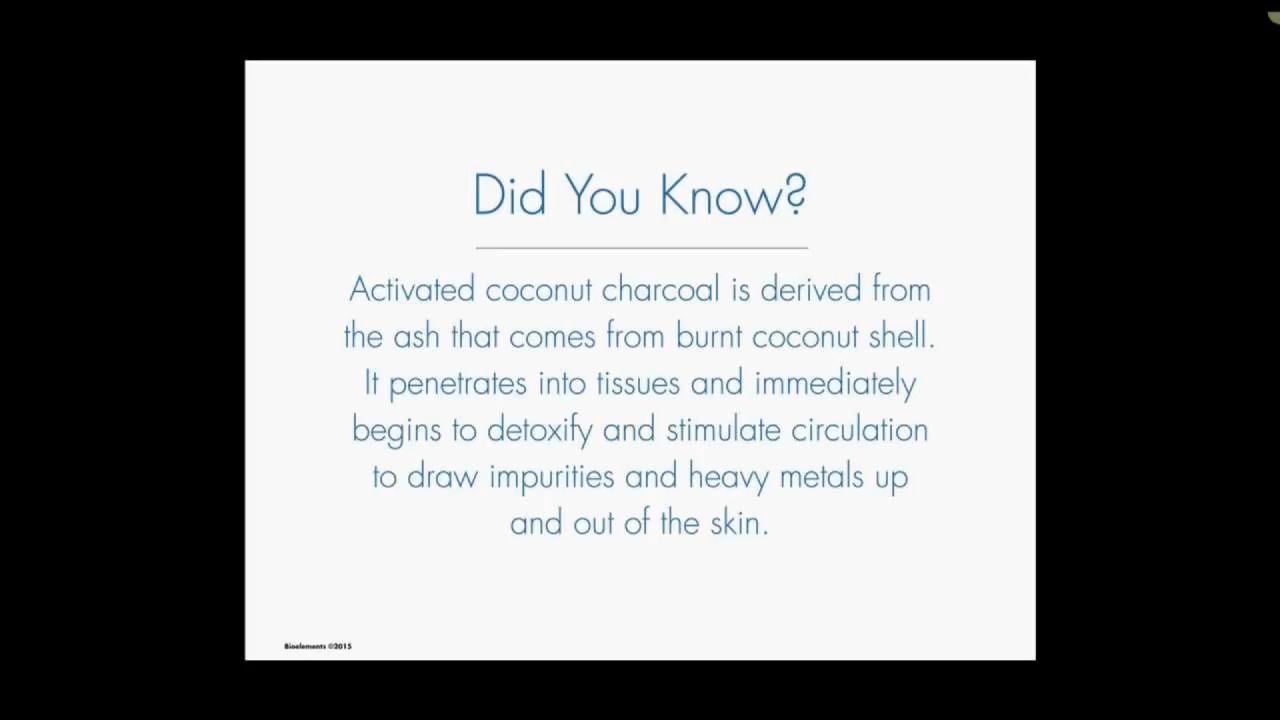 Did You Know?
Activated coconut charcoal is derived from
the ash that comes from burnt coconut shell.
It penetrates into tissues and immediately
begins to detoxify and stimulate circulation
to draw impurities and heavy metals up
and out of the skin.
Bioelements ©2015